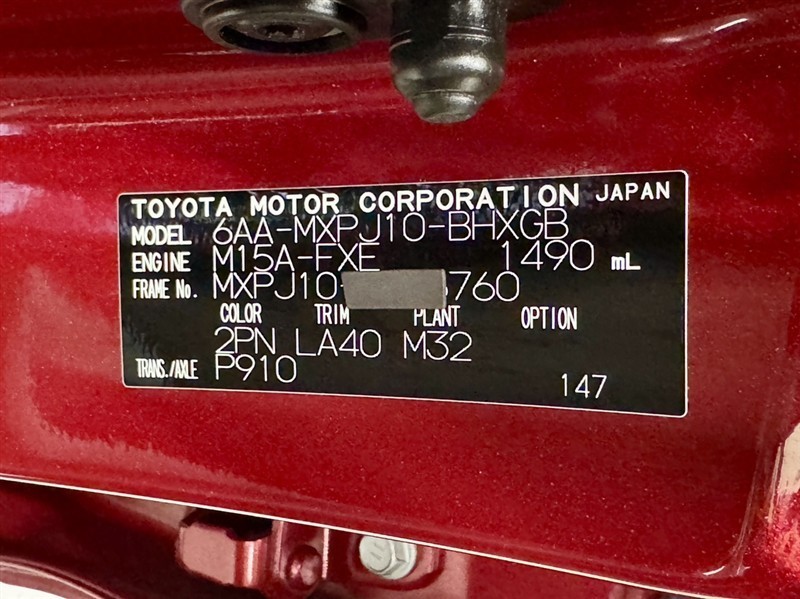 TOYOTA MOTOR CORPORATION JAPAN
MODEL 6AA-MXPJ10-BHXGB
ENGINE M15A-FXE 1490 mL
FRAME No. MXPJ10- 760
COLOR TRIM PLANT OPTION
2PN LA40 M32
TRANS./AXLE P910
147